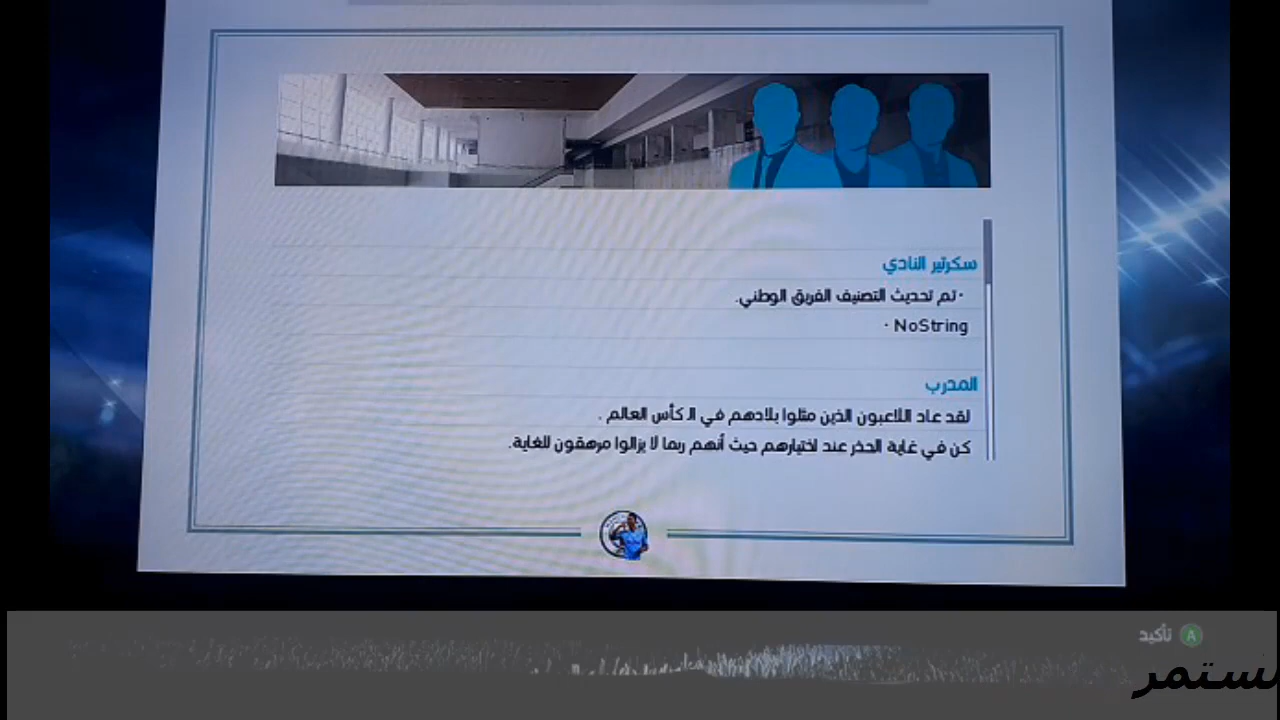 سكرتير النادي
· تم تحديث التصنيف الفريق الوطني.
NoString ·
المدرب
لقد عاد اللاعبون الذين مثلوا بلادهم في الـ كأس العالم .
كن في غاية الحذر عند اختيارهم حيث أنهم ربما لا يزالوا مرهقون للغاية.
A تأكيد